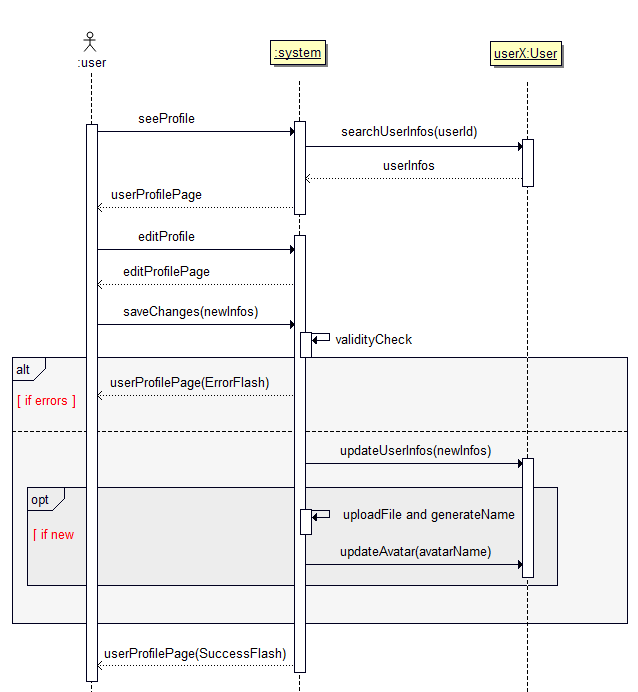 :user
:system
userX:User
seeProfile
searchUserInfos(userId)
userInfos
userProfilePage
editProfile
editProfilePage
saveChanges(newInfos)
validityCheck
alt
userProfilePage(ErrorFlash)
[ if errors ]
updateUserInfos(newInfos)
opt
uploadFile and generateName
[ if new
updateAvatar(avatarName)
userProfilePage(SuccessFlash)